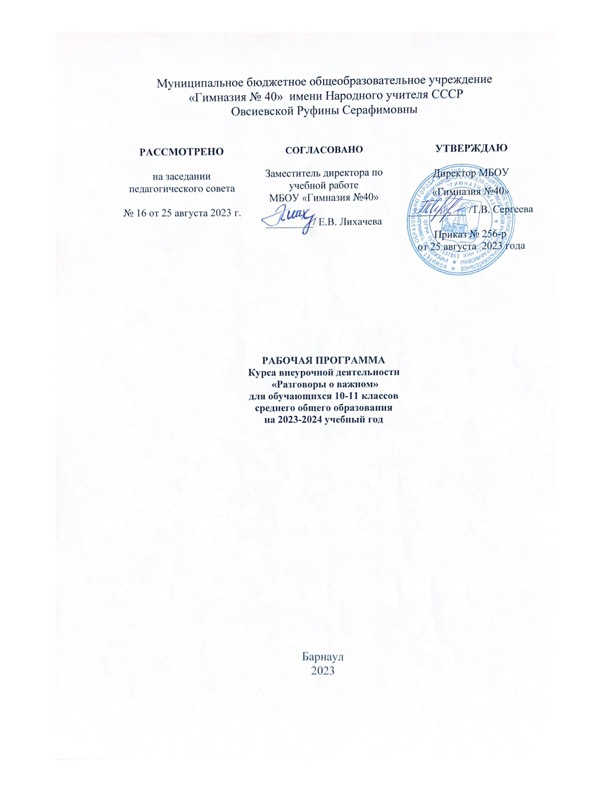 Муниципальное бюджетное общеобразовательное учреждение
«Гимназия № 40» имени Народного учителя СССР
Овсиевской Руфины Серафимовны
РАССМОТРЕНО
на заседании
педагогического совета
№ 16 от 25 августа 2023 г.
СОГЛАСОВАНО
Заместитель директора по
учебной работе
МБОУ «Гимназия №40»
/ Е.В. Лихачева
УТВЕРЖДАЮ
Директор МБОУ
«Гимназия №40»
/Т.В. Сергеева
Приказ № 256-р
от 25 августа 2023 года
РАБОЧАЯ ПРОГРАММА
Курса внеурочной деятельности
«Разговоры о важном»
для обучающихся 10-11 классов
среднего общего образования
на 2023-2024 учебный год
Барнаул
2023